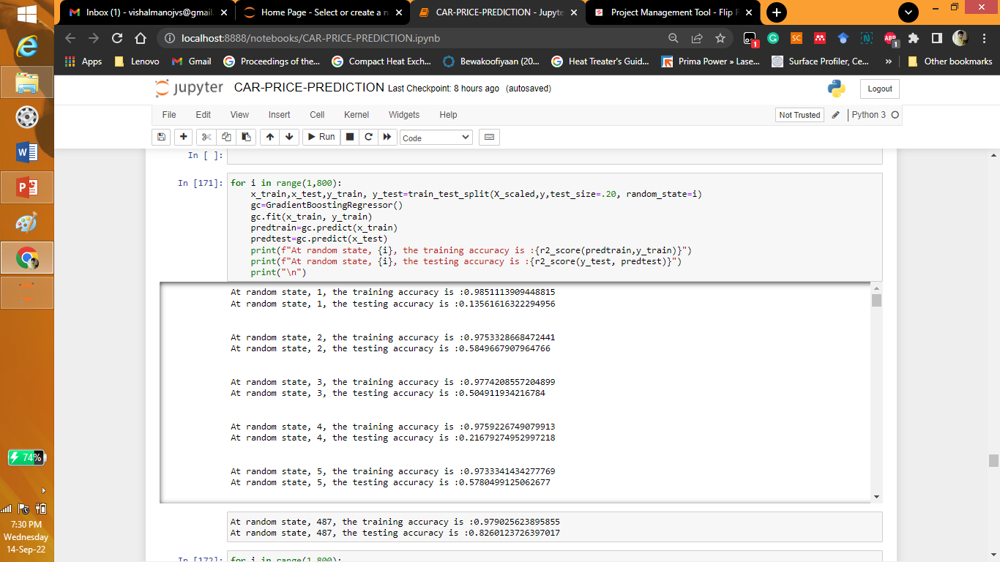 Inbox (1) - vishalmanojvs@gmail.
Home Page - Select or create a n
CAR-PRICE-PREDICTION - Jupyte
Project Management Tool - Flip R
localhost:8888/notebooks/CAR-PRICE-PREDICTION.ipynb
Apps
Lenovo
Gmail
Proceedings of the...
Compact Heat Exch...
Bewakoofiyaan (20...
Heat Treater's Guid...
Prima Power » Lase...
Surface Profiler, Ce...
»
Other bookmarks
jupyter CAR-PRICE-PREDICTION Last Checkpoint: 8 hours ago (autosaved)
Logout
File Edit View Insert Cell Kernel Widgets Help
Not Trusted
Python 3
Run
Code
In [ ]:
In [171]: for i in range(1,800):
x_train,x_test,y_train, y_test=train_test_split(X_scaled,y,test_size=.20, random_state=i)
gc=GradientBoostingRegressor()
gc.fit(x_train, y_train)
predtrain=gc.predict(x_train)
predtest=gc.predict(x_test)
print(f"At random state, {i}, the training accuracy is :{r2_score(predtrain,y_train)}")
print(f"At random state, {i}, the testing accuracy is :{r2_score(y_test, predtest)}")
print("\n")
At random state, 1, the training accuracy is :0.9851113909448815
At random state, 1, the testing accuracy is :0.13561616322294956
At random state, 2, the training accuracy is :0.9753328668472441
At random state, 2, the testing accuracy is :0.5849667907964766
At random state, 3, the training accuracy is :0.9774208557204899
At random state, 3, the testing accuracy is :0.504911934216784
At random state, 4, the training accuracy is :0.9759226749079913
At random state, 4, the testing accuracy is :0.21679274952997218
At random state, 5, the training accuracy is :0.9733341434277769
At random state, 5, the testing accuracy is :0.5780499125062677
At random state, 487, the training accuracy is :0.979025623895855
At random state, 487, the testing accuracy is :0.8260123726397017
In [172]: for i in range(1,800):
74%
7:30 PM
Wednesday
14-Sep-22